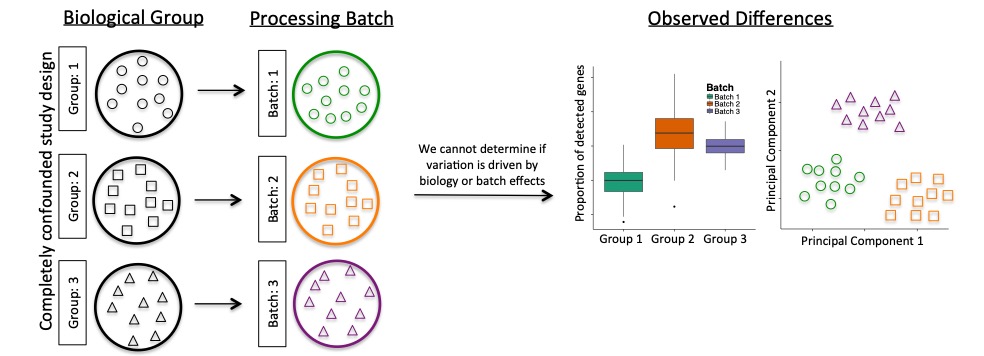 Biological Group
Processing Batch
Observed Differences
Completely confounded study design
Group: 1
Batch: 1
Group: 2
Batch: 2
Group: 3
Batch: 3
We cannot determine if
variation is driven by
biology or batch effects
Proportion of detected genes
Batch
Batch 1
Batch 2
Batch 3
Group 1 Group 2 Group 3
Principal Component 2
Principal Component 1